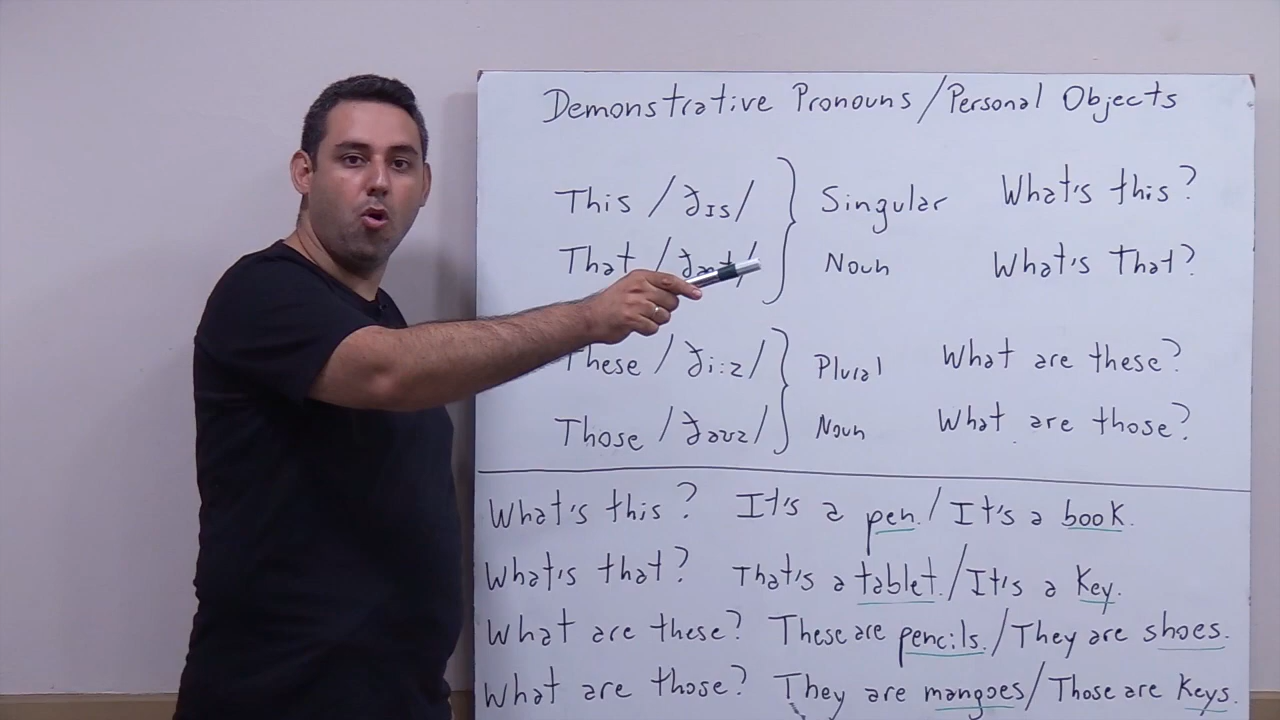 Demonstrative Pronouns / Personal Objects
This /ðɪs/ Singular What's this?
That /ðæt/ Noun What's that?
These /ði:z/ Plural What are these?
Those /ðəʊz/ Noun What are those?
What's this? It's a pen. / It's a book.
What's that? That's a tablet. / It's a key.
What are these? These are pencils. / They are shoes.
What are those? They are mangoes / Those are keys.